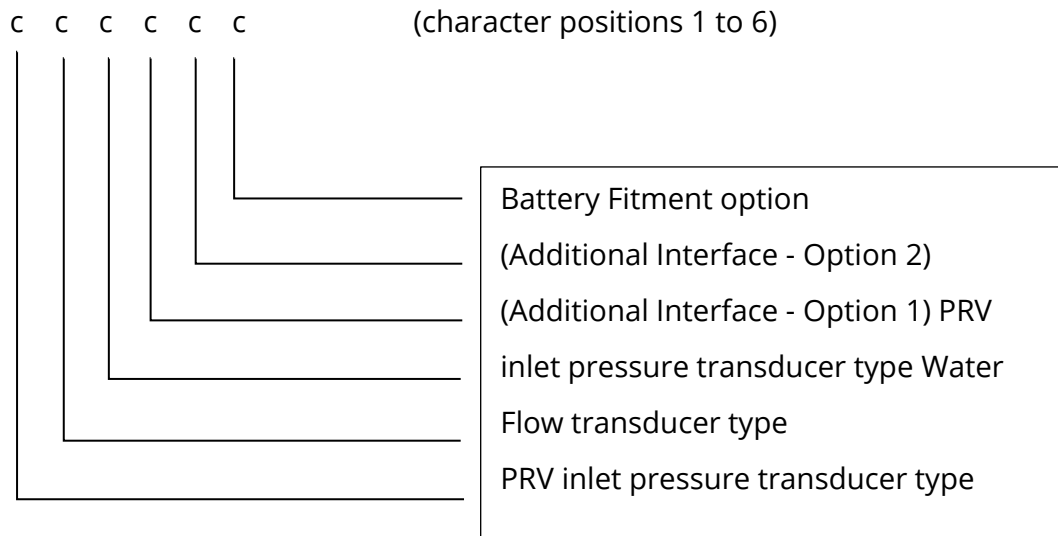 c c c c c c (character positions 1 to 6)
Battery Fitment option
(Additional Interface - Option 2)
(Additional Interface - Option 1) PRV
inlet pressure transducer type Water
Flow transducer type
PRV inlet pressure transducer type